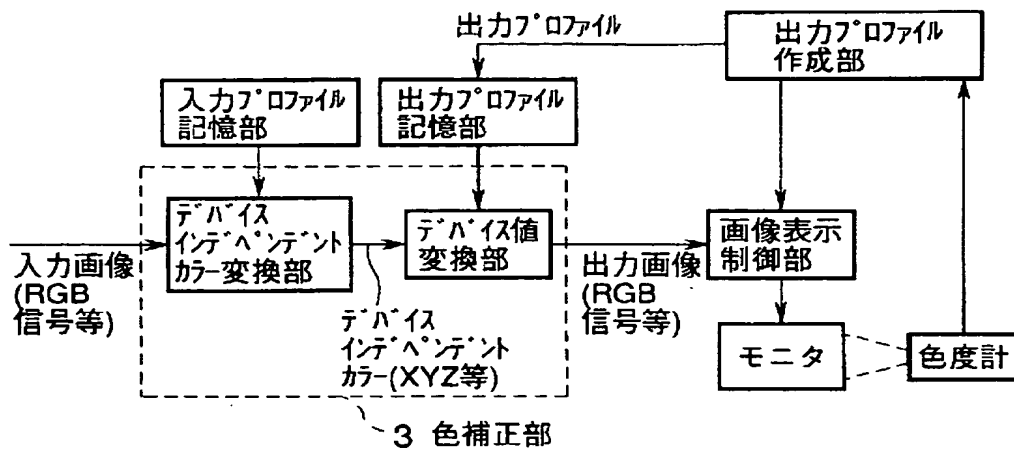 出力プロファイル
出力プロファイル
作成部
入力プロファイル
記憶部
出力プロファイル
記憶部
デバイス
インデペンデント
カラー変換部
デバイス値
変換部
画像表示
制御部
入力画像
(RGB
信号等)
デバイス
インデペンデント
カラー(XYZ等)
出力画像
(RGB
信号等)
モニタ
色度計
3 色補正部